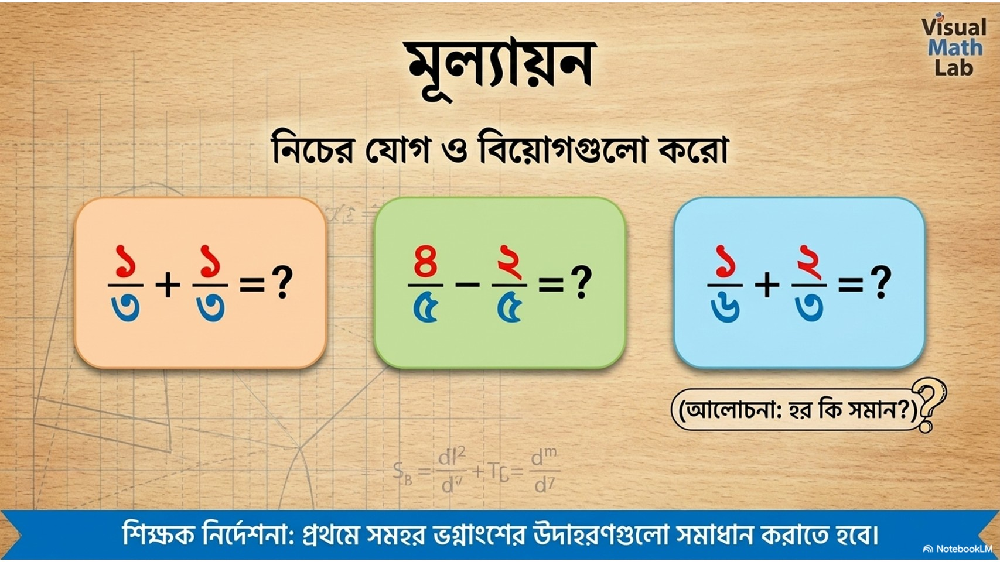 Visual
Math
Lab
মূল্যায়ন
নিচের যোগ ও বিয়োগগুলো করো
১/৩ + ১/৩ = ?
৪/৫ − ২/৫ = ?
১/৬ + ২/৩ = ?
(আলোচনা: হর কি সমান?)
শিক্ষক নির্দেশনা: প্রথমে সমহর ভগ্নাংশের উদাহরণগুলো সমাধান করাতে হবে।
NotebookLM